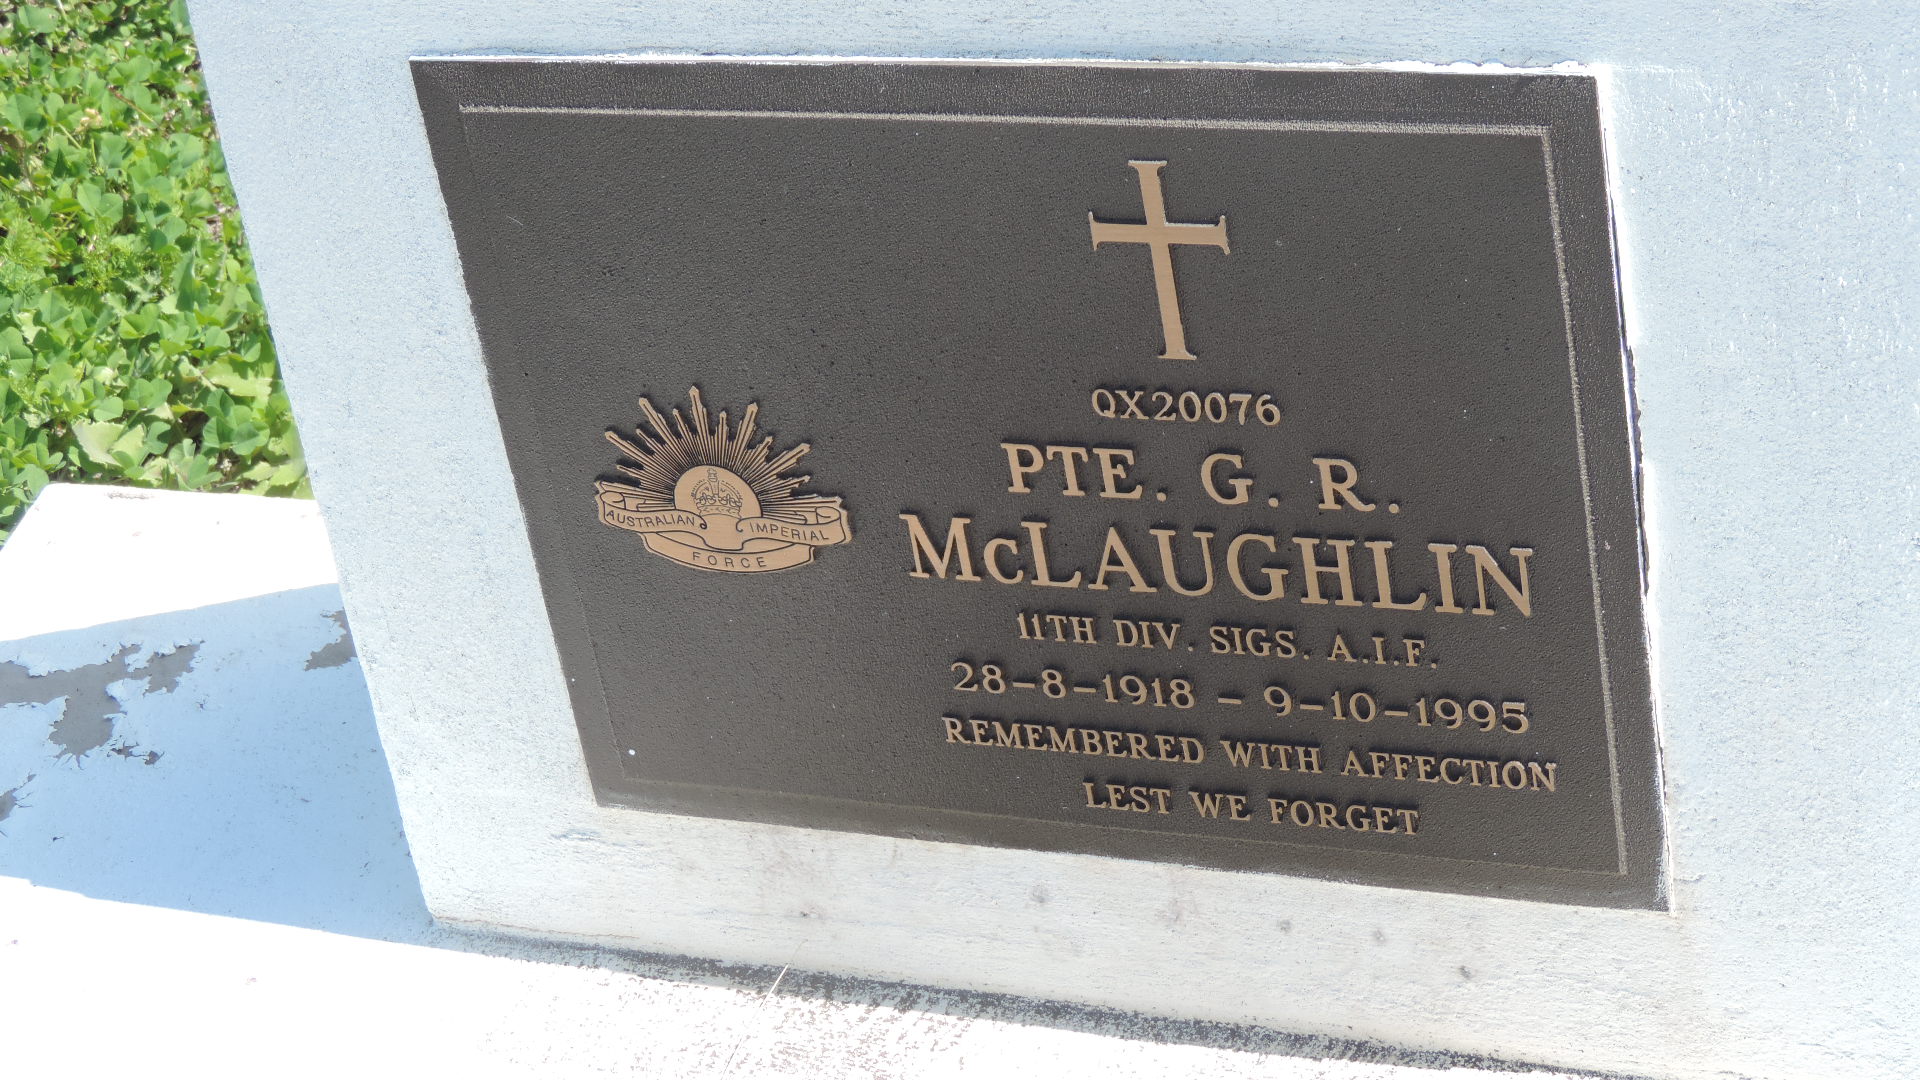 QX20076
PTE. G. R.
McLAUGHLIN
11TH DIV. SIGS. A.I.F.
28-8-1918 - 9-10-1995
REMEMBERED WITH AFFECTION
LEST WE FORGET
AUSTRALIAN IMPERIAL
FORCE